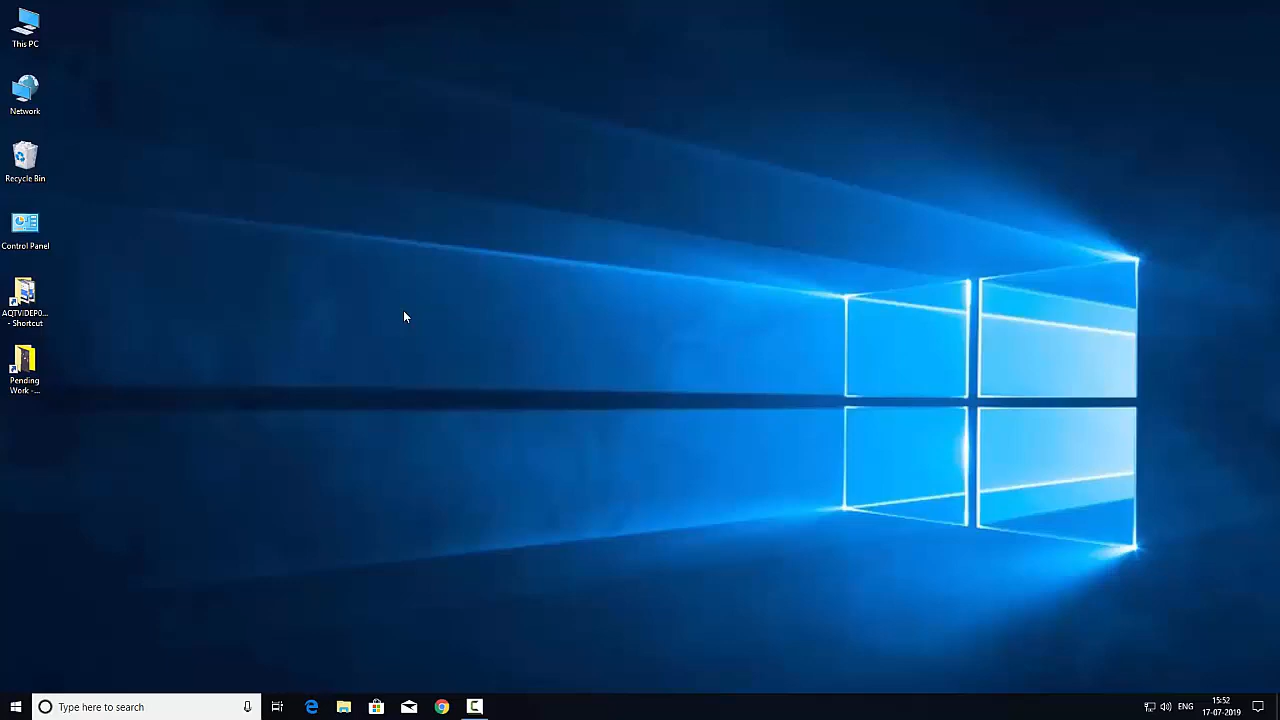 This PC
Network
Recycle Bin
Control Panel
AQTVIDEP0...
- Shortcut
Pending
Work - ...
Type here to search
ENG
15:52
17-07-2019